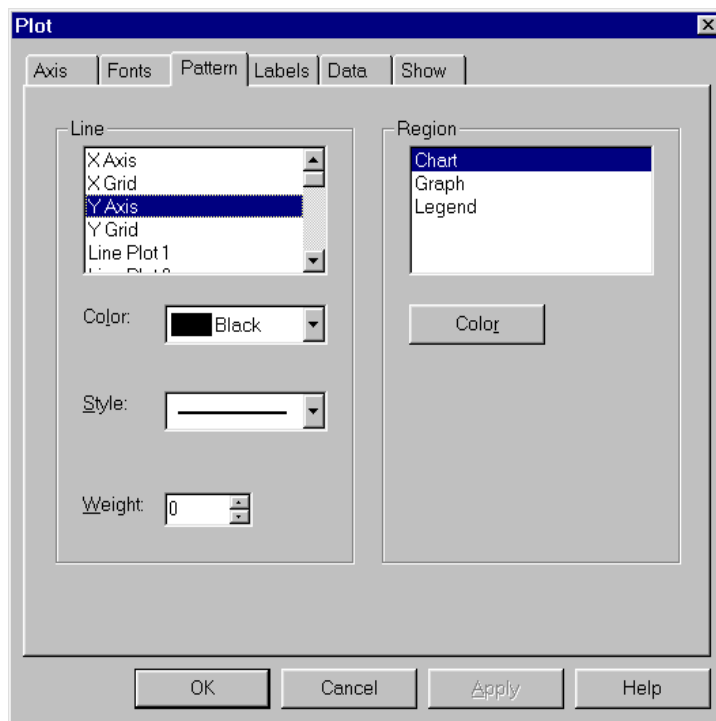 Plot
Axis Fonts Pattern Labels Data Show
Line
X Axis
X Grid
Y Axis
Y Grid
Line Plot 1
Color: Black
Style:
Weight: 0
Region
Chart
Graph
Legend
Color
OK Cancel Apply Help